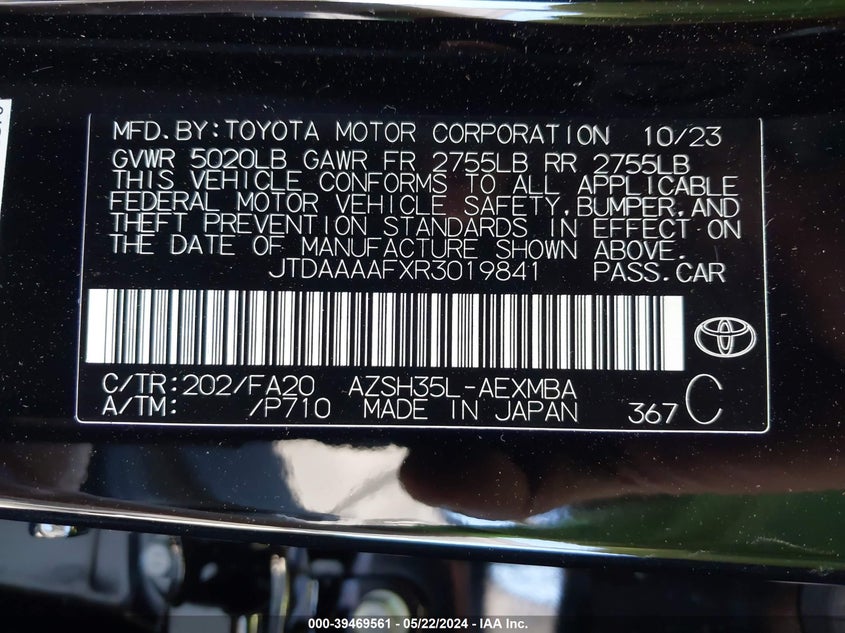 MFD.BY:TOYOTA MOTOR CORPORATION 10/23
GVWR 5020LB GAWR FR 2755LB RR 2755LB
THIS VEHICLE CONFORMS TO ALL APPLICABLE
FEDERAL MOTOR VEHICLE SAFETY,BUMPER,AND
THEFT PREVENTION STANDARDS IN EFFECT ON
THE DATE OF MANUFACTURE SHOWN ABOVE.
JTDAAAAFXR3019841 PASS.CAR
C/TR:202/FA20 AZSH35L-AEXMBA
A/TM: /P710 MADE IN JAPAN 367 C
000-39469561 - 05/22/2024 - IAA Inc.